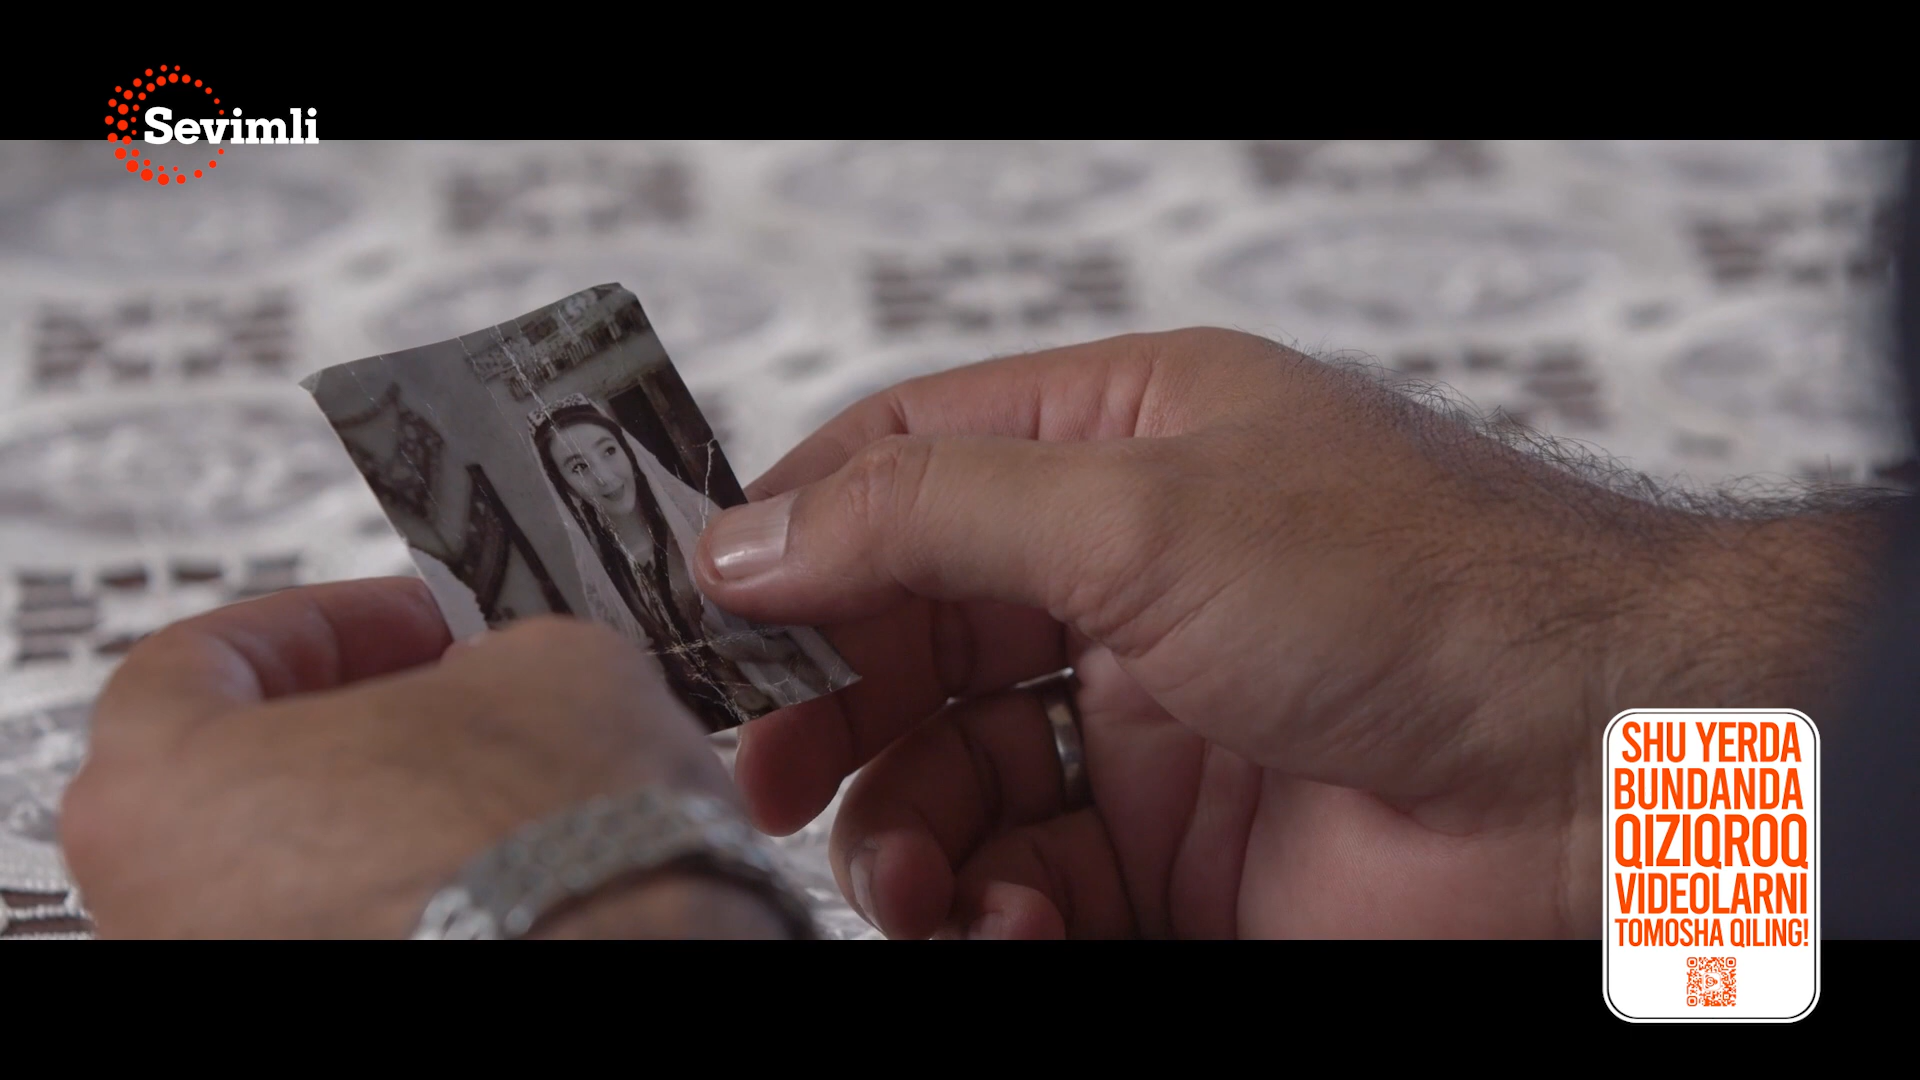 Sevimli
SHU YERDA
BUNDANDA
QIZIQROQ
VIDEOLARNI
TOMOSHA QILING!